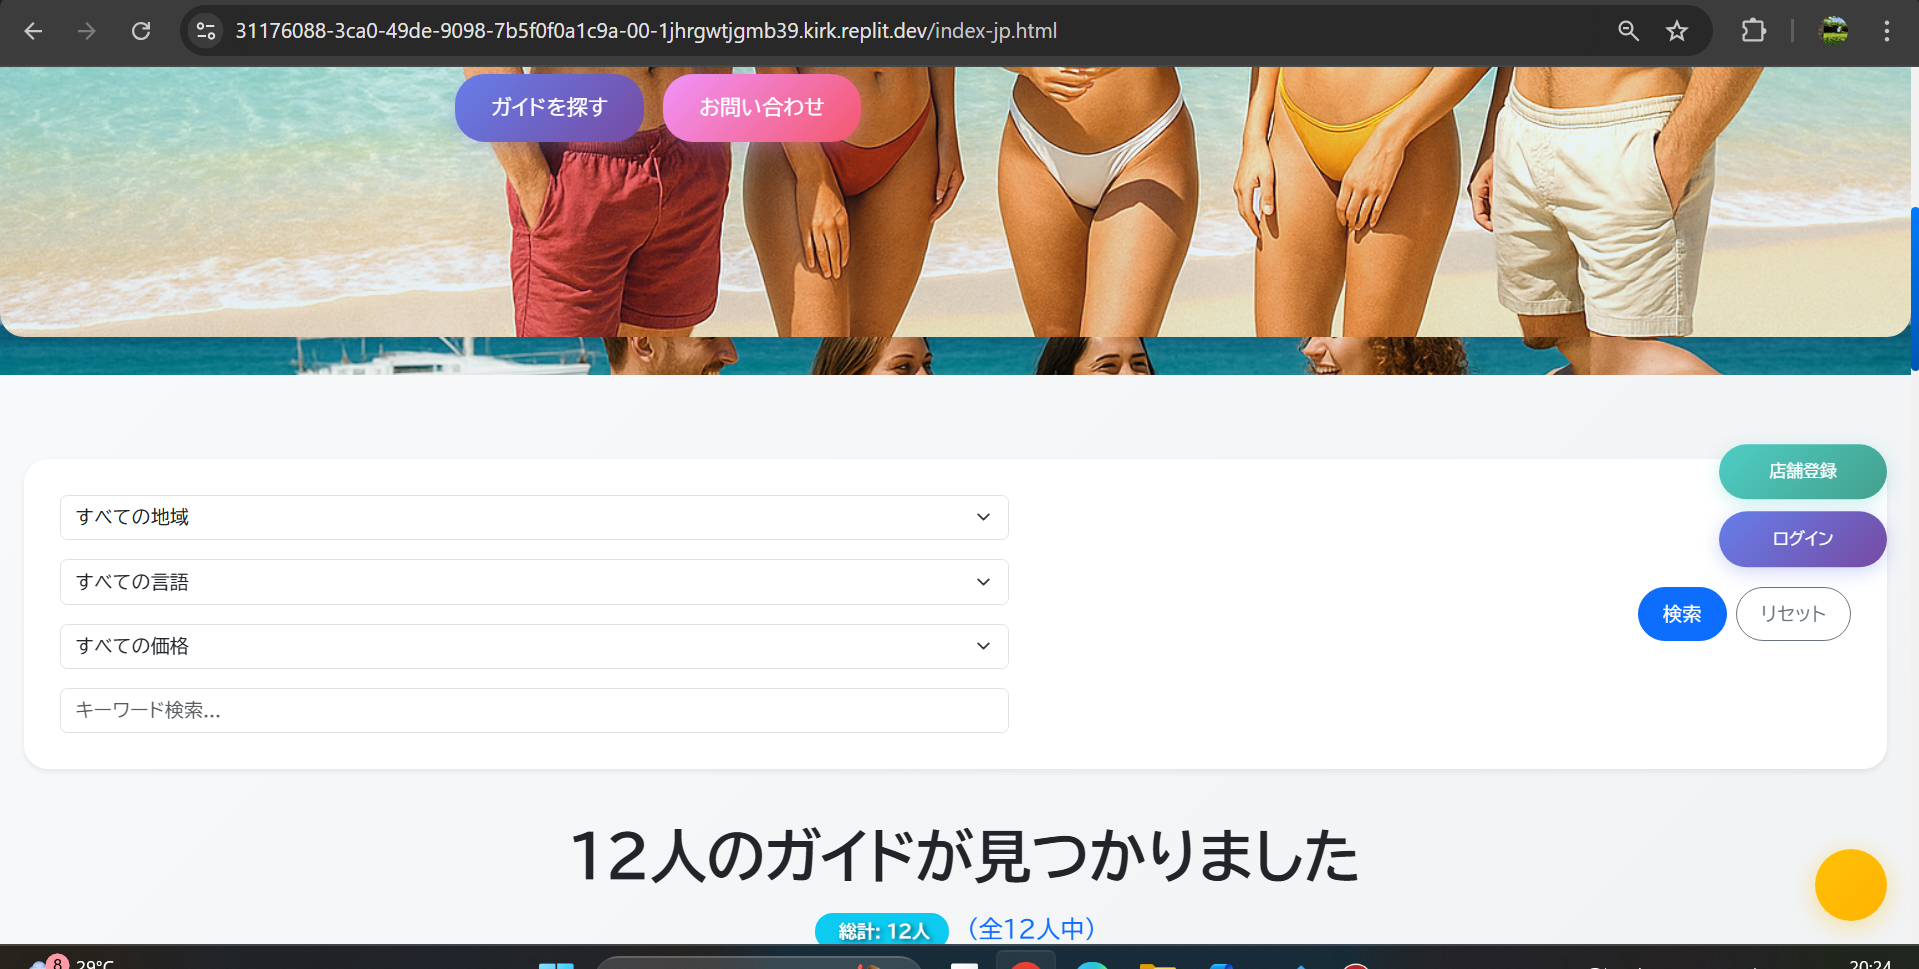 31176088-3ca0-49de-9098-7b5f0f0a1c9a-00-1jhrgwtjgmb39.kirk.replit.dev/index-jp.html
ガイドを探す お問い合わせ
店舗登録
すべての地域
ログイン
すべての言語
検索 リセット
すべての価格
キーワード検索...
12人のガイドが見つかりました
総計: 12人 （全12人中）
8 29°C
20:24